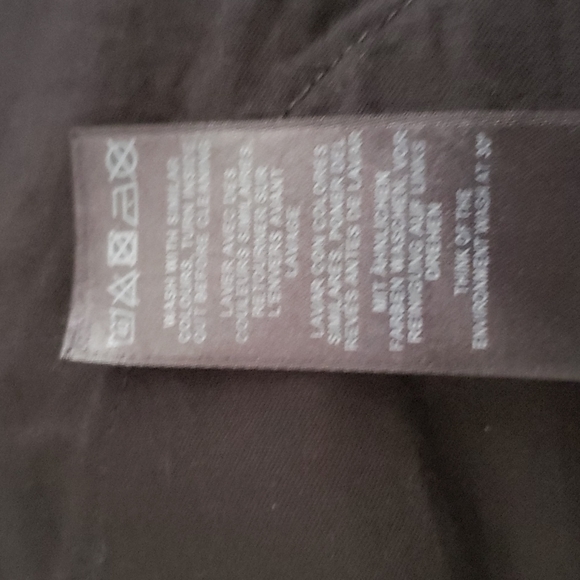 WASH WITH SIMILAR
COLOURS, TURN INSIDE
OUT BEFORE CLEANING
LAVER AVEC DES
COULEURS SIMILAIRES,
RETOURNER SUR
L'ENVERS AVANT
LAVAGE
LAVAR CON COLORES
SIMILARES, PONER DEL
REVÉS ANTES DE LAVAR
MIT ÄHNLICHEN
FARBEN WASCHEN, VOR
REINIGUNG AUF LINKS
DREHEN
THINK OF THE
ENVIRONMENT WASH AT 30°